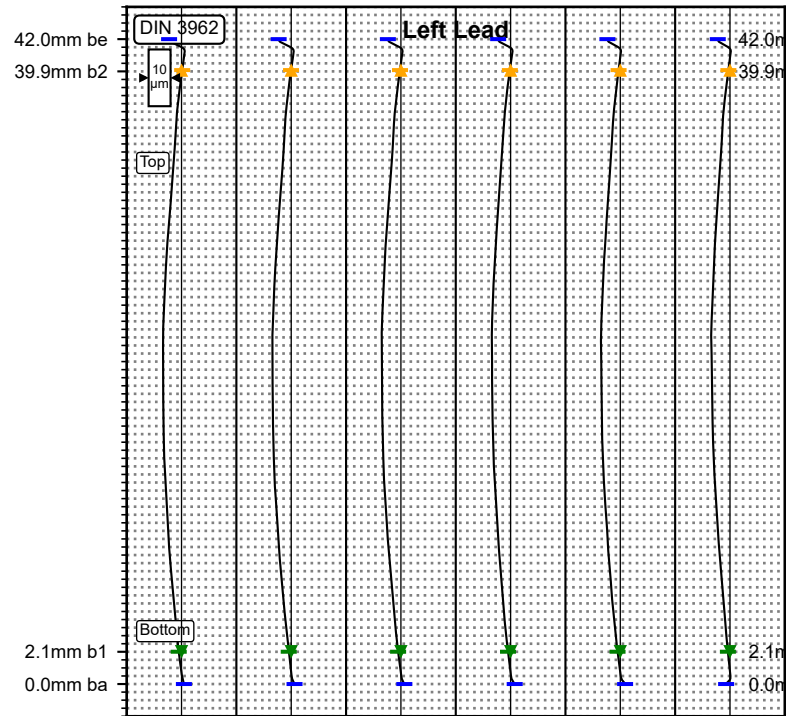 DIN 3962
Left Lead
42.0mm be
42.0m
39.9mm b2
10
µm
39.9m
Top
Bottom
2.1mm b1
2.1m
0.0mm ba
0.0m